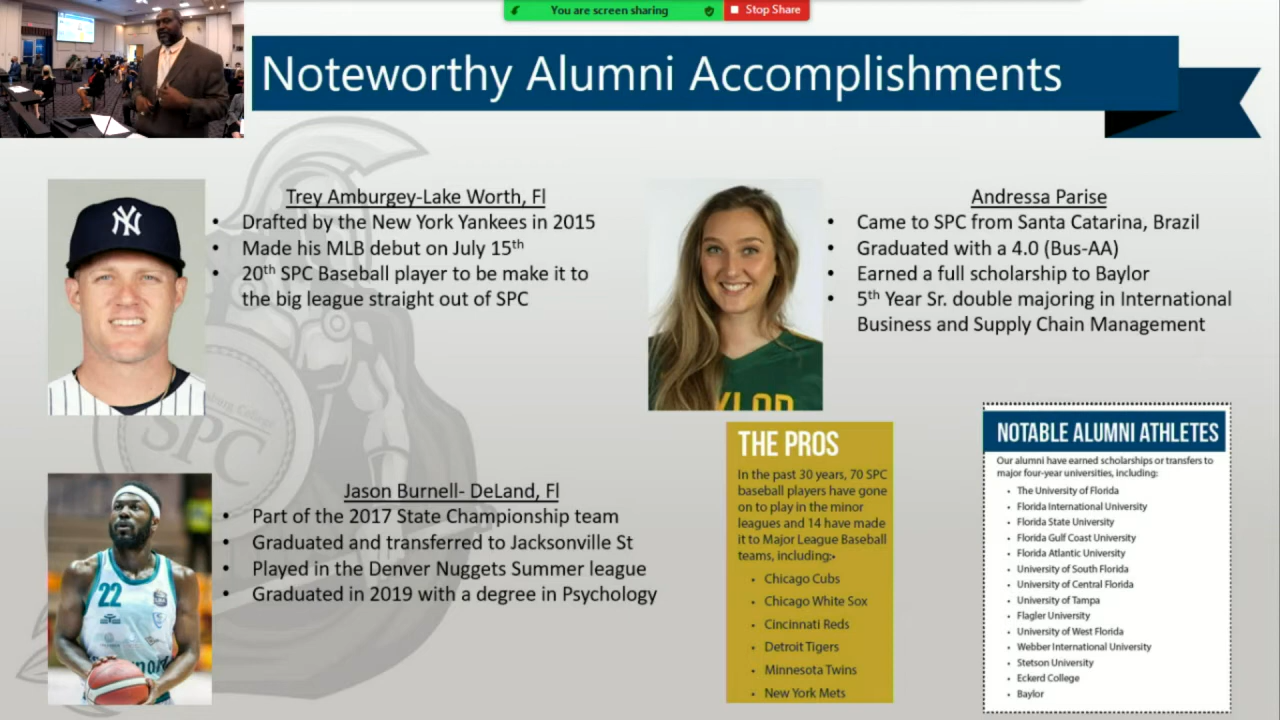 You are screen sharing
Stop Share
Noteworthy Alumni Accomplishments
Trey Amburgey-Lake Worth, Fl
• Drafted by the New York Yankees in 2015
• Made his MLB debut on July 15th
• 20th SPC Baseball player to be make it to
the big league straight out of SPC
Andressa Parise
• Came to SPC from Santa Catarina, Brazil
• Graduated with a 4.0 (Bus-AA)
• Earned a full scholarship to Baylor
• 5th Year Sr. double majoring in International
Business and Supply Chain Management
SPC
Jason Burnell- DeLand, Fl
• Part of the 2017 State Championship team
• Graduated and transferred to Jacksonville St
• Played in the Denver Nuggets Summer league
• Graduated in 2019 with a degree in Psychology
22
THE PROS
In the past 30 years, 70 SPC
baseball players have gone
on to play in the minor
leagues and 14 have made
it to Major League Baseball
teams, including:•
• Chicago Cubs
• Chicago White Sox
• Cincinnati Reds
• Detroit Tigers
• Minnesota Twins
• New York Mets
NOTABLE ALUMNI ATHLETES
Our alumni have earned scholarships or transfers to
major four-year universities, including:
• The University of Florida
• Florida International University
• Florida State University
• Florida Gulf Coast University
• Florida Atlantic University
• University of South Florida
• University of Central Florida
• University of Tampa
• Flagler University
• University of West Florida
• Webber International University
• Stetson University
• Eckerd College
• Baylor